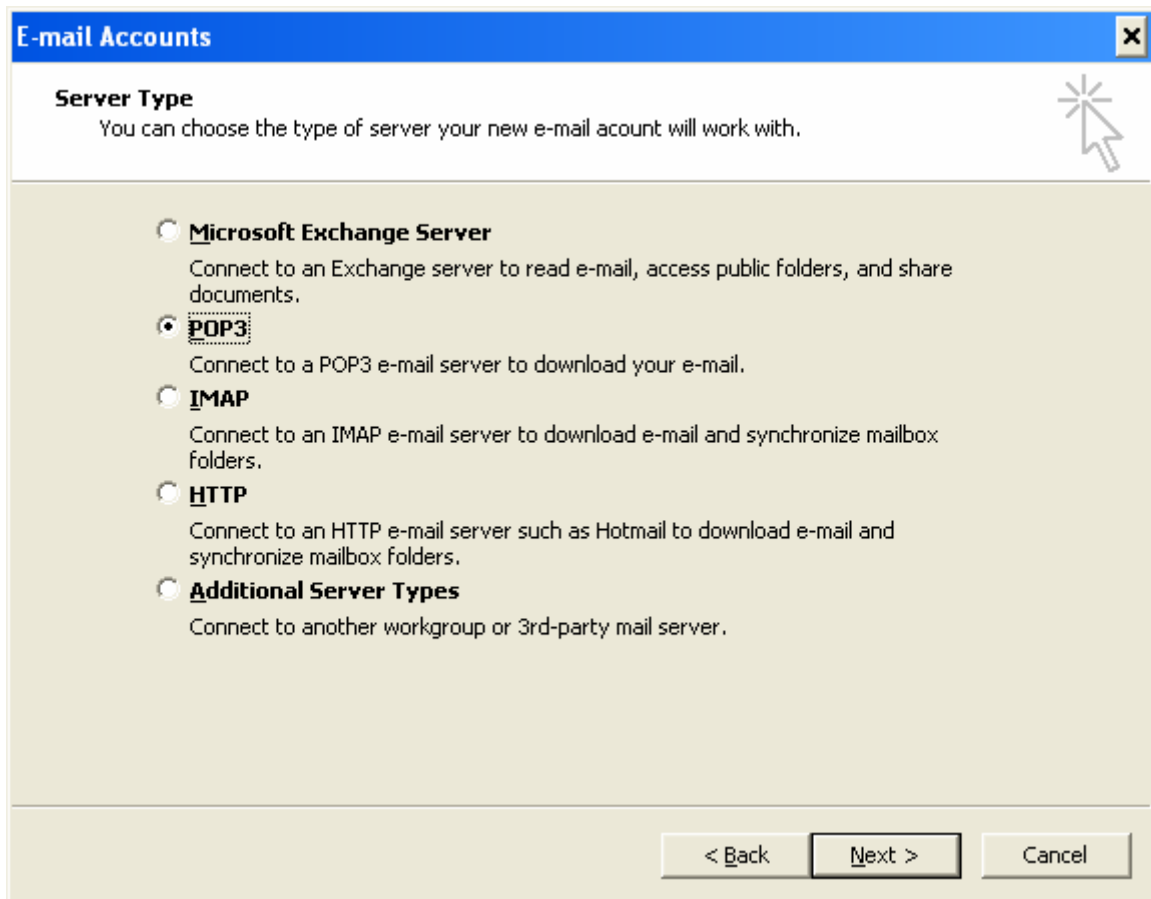 E-mail Accounts
Server Type
You can choose the type of server your new e-mail acount will work with.
Microsoft Exchange Server
Connect to an Exchange server to read e-mail, access public folders, and share
documents.
POP3
Connect to a POP3 e-mail server to download your e-mail.
IMAP
Connect to an IMAP e-mail server to download e-mail and synchronize mailbox
folders.
HTTP
Connect to an HTTP e-mail server such as Hotmail to download e-mail and
synchronize mailbox folders.
Additional Server Types
Connect to another workgroup or 3rd-party mail server.
< Back Next > Cancel